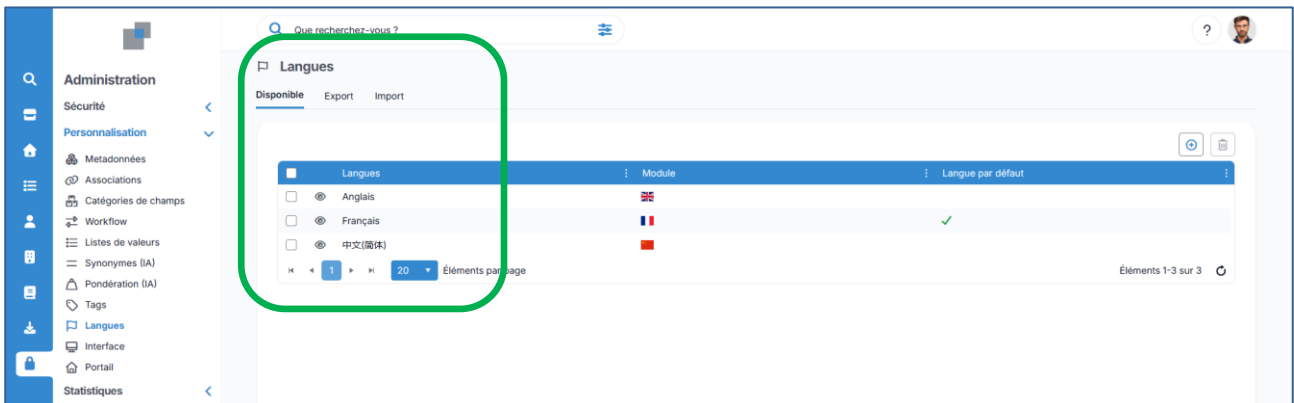 Que recherchez-vous ?
?
Administration
Sécurité
Personnalisation
Metadonnées
Associations
Catégories de champs
Workflow
Listes de valeurs
Synonymes (IA)
Pondération (IA)
Tags
Langues
Interface
Portail
Statistiques
Langues
Disponible Export Import
Langues Module Langue par défaut
Anglais
Français
中文(简体)
1 20 Éléments par page Éléments 1-3 sur 3